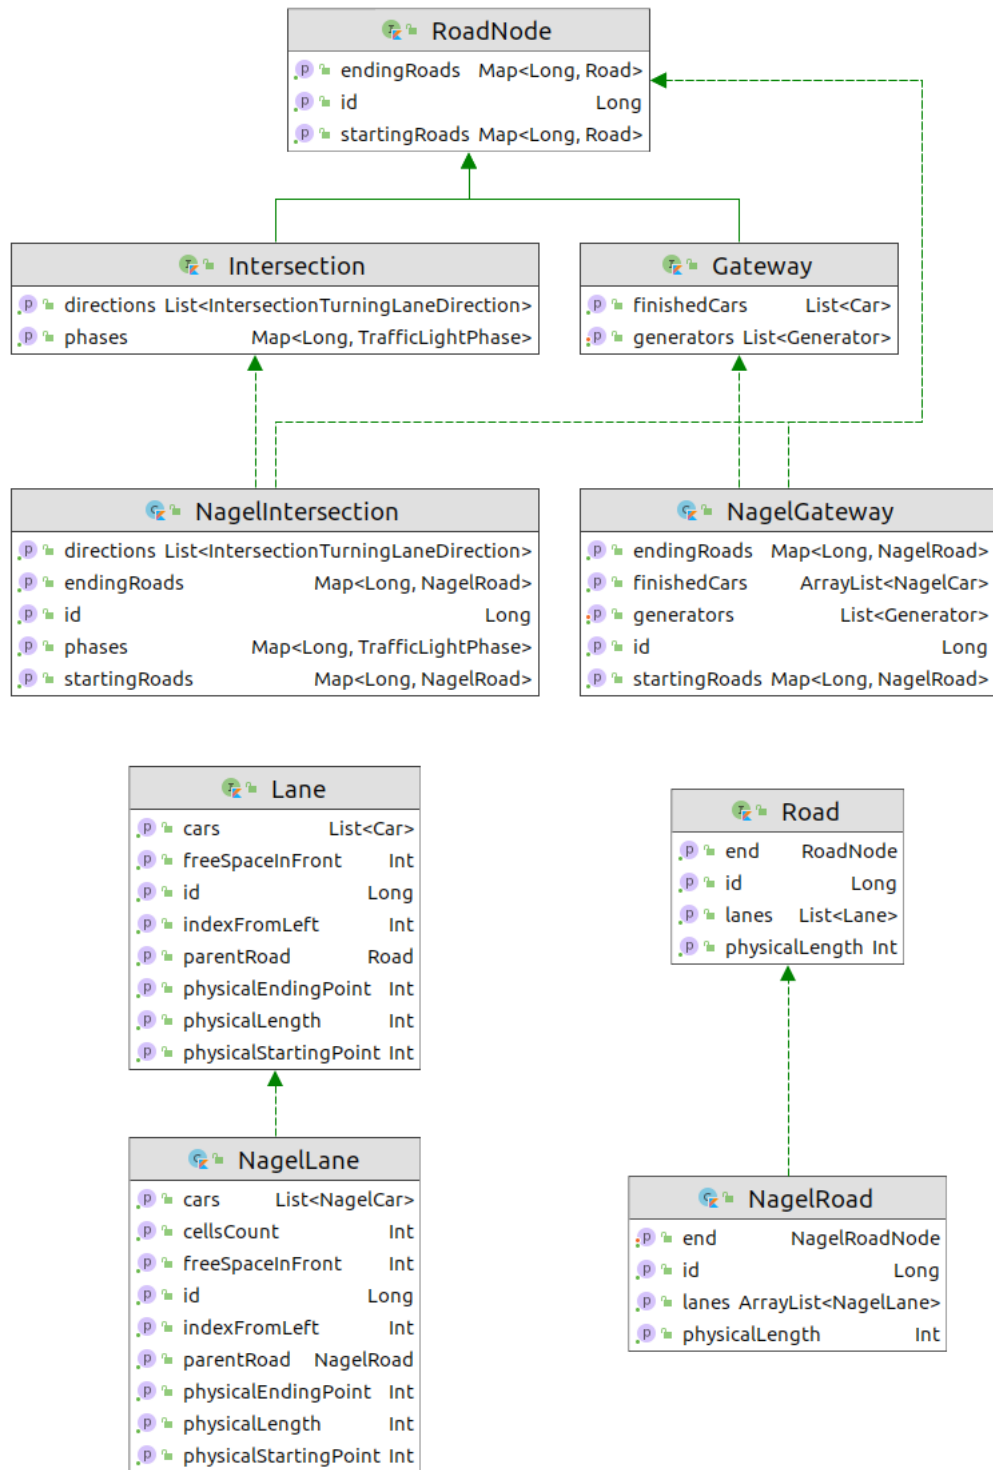 RoadNode
endingRoads Map<Long, Road>
id Long
startingRoads Map<Long, Road>
Intersection
directions List<IntersectionTurningLaneDirection>
phases Map<Long, TrafficLightPhase>
Gateway
finishedCars List<Car>
generators List<Generator>
NagelIntersection
directions List<IntersectionTurningLaneDirection>
endingRoads Map<Long, NagelRoad>
id Long
phases Map<Long, TrafficLightPhase>
startingRoads Map<Long, NagelRoad>
NagelGateway
endingRoads Map<Long, NagelRoad>
finishedCars ArrayList<NagelCar>
generators List<Generator>
id Long
startingRoads Map<Long, NagelRoad>
Lane
cars List<Car>
freeSpaceInFront Int
id Long
indexFromLeft Int
parentRoad Road
physicalEndingPoint Int
physicalLength Int
physicalStartingPoint Int
Road
end RoadNode
id Long
lanes List<Lane>
physicalLength Int
NagelLane
cars List<NagelCar>
cellsCount Int
freeSpaceInFront Int
id Long
indexFromLeft Int
parentRoad NagelRoad
physicalEndingPoint Int
physicalLength Int
physicalStartingPoint Int
NagelRoad
end NagelRoadNode
id Long
lanes ArrayList<NagelLane>
physicalLength Int